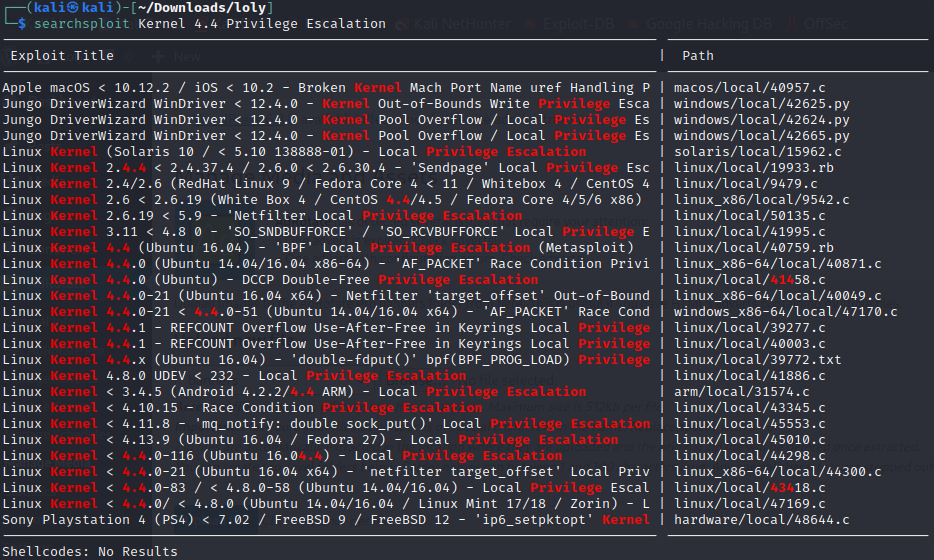 Kali NetHunter Exploit-DB Google Hacking DB OffSec
┌──(kali㉿kali)-[~/Downloads/loly]
└─$ searchsploit Kernel 4.4 Privilege Escalation
Exploit Title | Path
Apple macOS < 10.12.2 / iOS < 10.2 - Broken Kernel Mach Port Name uref Handling P | macos/local/40957.c
Jungo DriverWizard WinDriver < 12.4.0 - Kernel Out-of-Bounds Write Privilege Esca | windows/local/42625.py
Jungo DriverWizard WinDriver < 12.4.0 - Kernel Pool Overflow / Local Privilege Es | windows/local/42624.py
Jungo DriverWizard WinDriver < 12.4.0 - Kernel Pool Overflow / Local Privilege Es | windows/local/42665.py
Linux Kernel (Solaris 10 / < 5.10 138888-01) - Local Privilege Escalation | solaris/local/15962.c
Linux Kernel 2.4.4 < 2.4.37.4 / 2.6.0 < 2.6.30.4 - 'Sendpage' Local Privilege Esc | linux/local/19933.rb
Linux Kernel 2.4/2.6 (RedHat Linux 9 / Fedora Core 4 < 11 / Whitebox 4 / CentOS 4 | linux/local/9479.c
Linux Kernel 2.6 < 2.6.19 (White Box 4 / CentOS 4.4/4.5 / Fedora Core 4/5/6 x86) | linux_x86/local/9542.c
Linux Kernel 2.6.19 < 5.9 - 'Netfilter Local Privilege Escalation | linux/local/50135.c
Linux Kernel 3.11 < 4.8 0 - 'SO_SNDBUFFORCE' / 'SO_RCVBUFFORCE' Local Privilege E | linux/local/41995.c
Linux Kernel 4.4 (Ubuntu 16.04) - 'BPF' Local Privilege Escalation (Metasploit) | linux/local/40759.rb
Linux Kernel 4.4.0 (Ubuntu 14.04/16.04 x86-64) - 'AF_PACKET' Race Condition Privi | linux_x86-64/local/40871.c
Linux Kernel 4.4.0 (Ubuntu) - DCCP Double-Free Privilege Escalation | linux/local/41458.c
Linux Kernel 4.4.0-21 (Ubuntu 16.04 x64) - Netfilter 'target_offset' Out-of-Bound | linux_x86-64/local/40049.c
Linux Kernel 4.4.0-21 < 4.4.0-51 (Ubuntu 14.04/16.04 x64) - 'AF_PACKET' Race Cond | windows_x86-64/local/47170.c
Linux Kernel 4.4.1 - REFCOUNT Overflow Use-After-Free in Keyrings Local Privilege | linux/local/39277.c
Linux Kernel 4.4.1 - REFCOUNT Overflow Use-After-Free in Keyrings Local Privilege | linux/local/40003.c
Linux Kernel 4.4.x (Ubuntu 16.04) - 'double-fdput()' bpf(BPF_PROG_LOAD) Privilege | linux/local/39772.txt
Linux Kernel 4.8.0 UDEV < 232 - Local Privilege Escalation | linux/local/41886.c
Linux Kernel < 3.4.5 (Android 4.2.2/4.4 ARM) - Local Privilege Escalation | arm/local/31574.c
Linux kernel < 4.10.15 - Race Condition Privilege Escalation | linux/local/43345.c
Linux Kernel < 4.11.8 - 'mq_notify: double sock_put()' Local Privilege Escalation | linux/local/45553.c
Linux Kernel < 4.13.9 (Ubuntu 16.04 / Fedora 27) - Local Privilege Escalation | linux/local/45010.c
Linux Kernel < 4.4.0-116 (Ubuntu 16.04.4) - Local Privilege Escalation | linux/local/44298.c
Linux Kernel < 4.4.0-21 (Ubuntu 16.04 x64) - 'netfilter target_offset' Local Priv | linux_x86-64/local/44300.c
Linux Kernel < 4.4.0-83 / < 4.8.0-58 (Ubuntu 14.04/16.04) - Local Privilege Escal | linux/local/43418.c
Linux Kernel < 4.4.0/ < 4.8.0 (Ubuntu 14.04/16.04 / Linux Mint 17/18 / Zorin) - L | linux/local/47169.c
Sony Playstation 4 (PS4) < 7.02 / FreeBSD 9 / FreeBSD 12 - 'ip6_setpktopt' Kernel | hardware/local/48644.c
Shellcodes: No Results